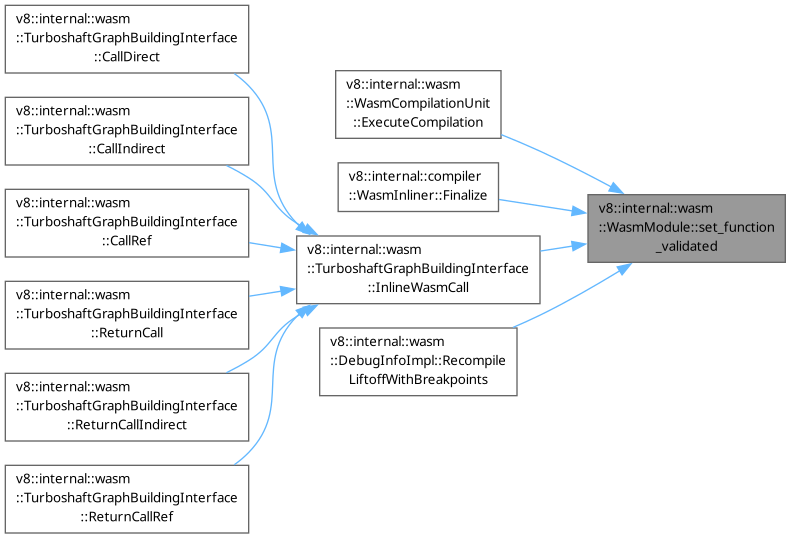 v8::internal::wasm
::TurboshaftGraphBuildingInterface
::CallDirect
v8::internal::wasm
::TurboshaftGraphBuildingInterface
::CallIndirect
v8::internal::wasm
::TurboshaftGraphBuildingInterface
::CallRef
v8::internal::wasm
::TurboshaftGraphBuildingInterface
::ReturnCall
v8::internal::wasm
::TurboshaftGraphBuildingInterface
::ReturnCallIndirect
v8::internal::wasm
::TurboshaftGraphBuildingInterface
::ReturnCallRef
v8::internal::wasm
::WasmCompilationUnit
::ExecuteCompilation
v8::internal::compiler
::WasmInliner::Finalize
v8::internal::wasm
::TurboshaftGraphBuildingInterface
::InlineWasmCall
v8::internal::wasm
::DebugInfoImpl::Recompile
LiftoffWithBreakpoints
v8::internal::wasm
::WasmModule::set_function
_validated